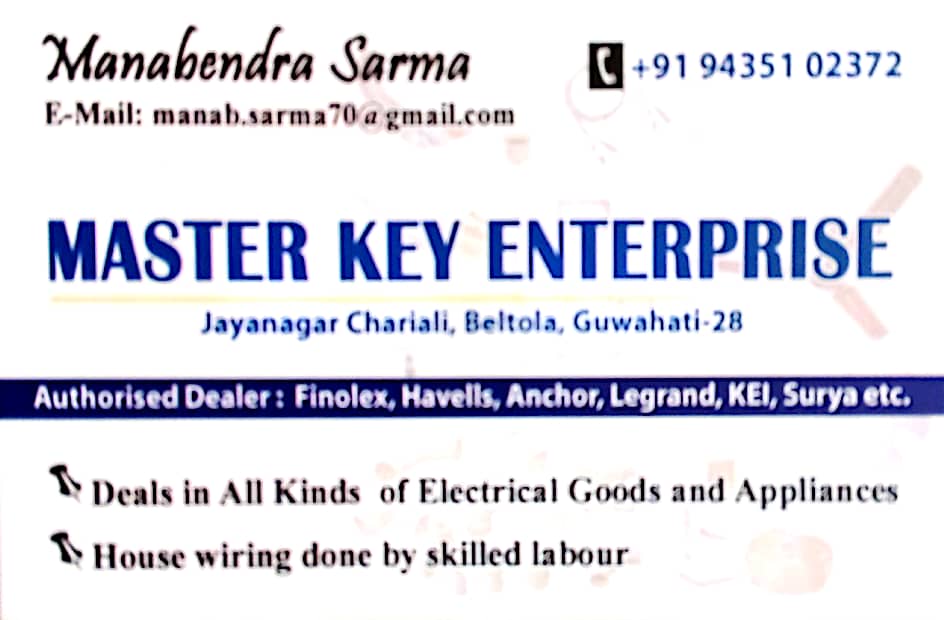 Manabendra Sarma
+91 94351 02372
E-Mail: manab.sarma70@gmail.com
MASTER KEY ENTERPRISE
Jayanagar Chariali, Beltola, Guwahati-28
Authorised Dealer : Finolex, Havells, Anchor, Legrand, KEI, Surya etc.
Deals in All Kinds of Electrical Goods and Appliances
House wiring done by skilled labour